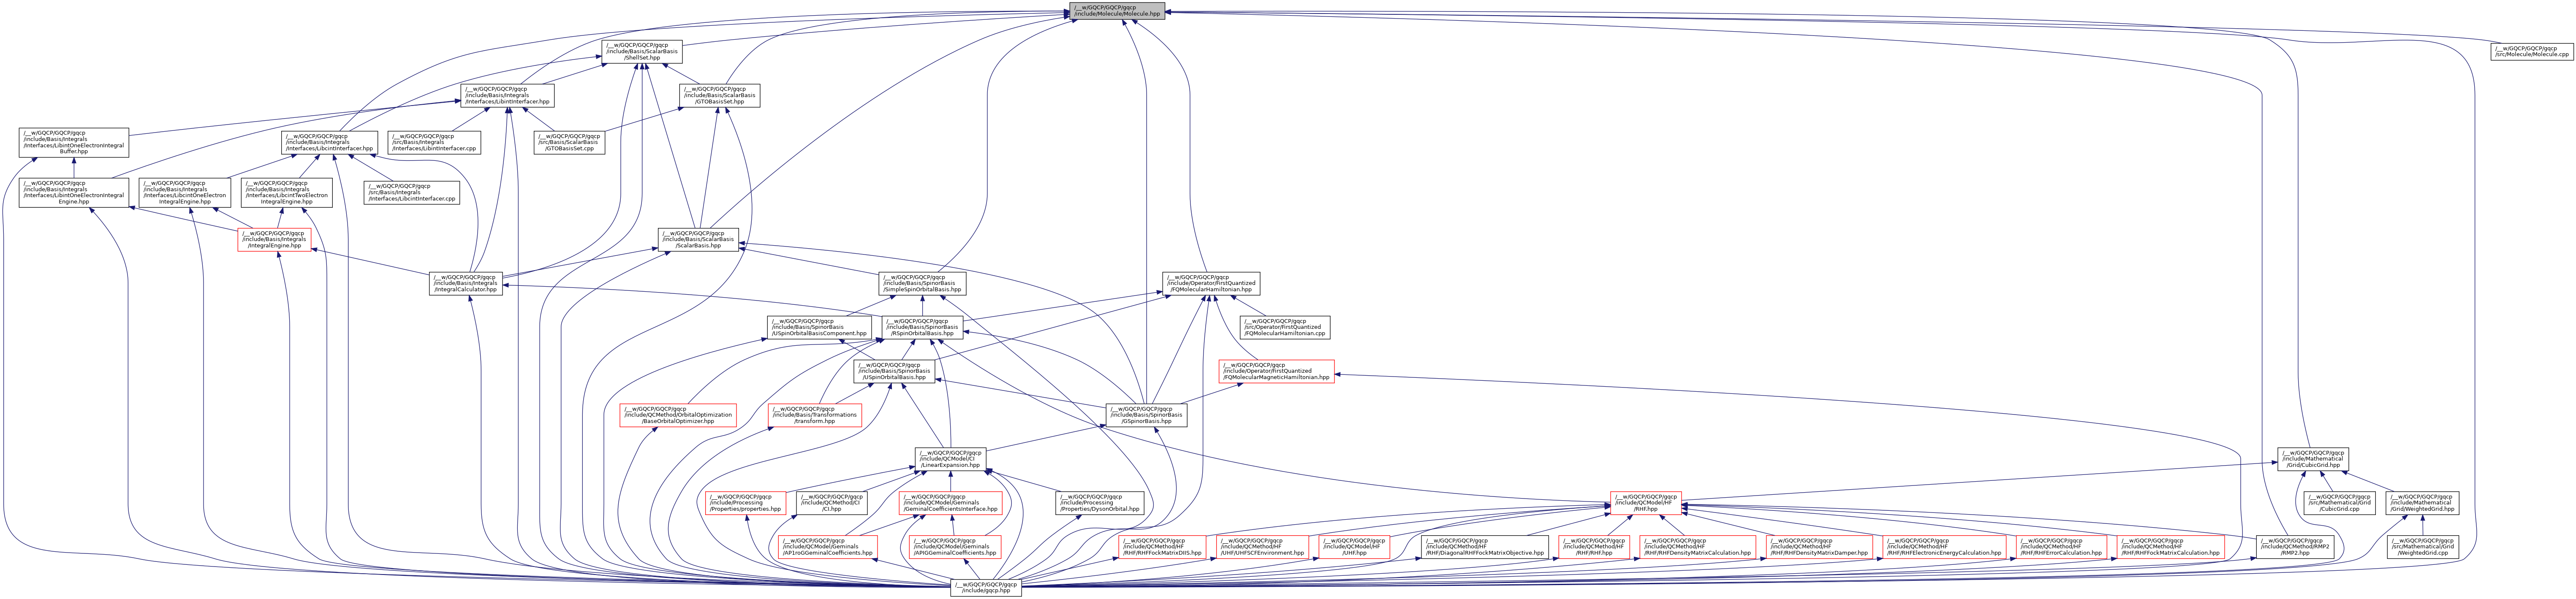 /__w/GQCP/GQCP/gqcp
/include/Molecule/Molecule.hpp
/__w/GQCP/GQCP/gqcp
/include/Basis/ScalarBasis
/ShellSet.hpp
/__w/GQCP/GQCP/gqcp
/src/Molecule/Molecule.cpp
/__w/GQCP/GQCP/gqcp
/include/Basis/Integrals
/Interfaces/LibintInterfacer.hpp
/__w/GQCP/GQCP/gqcp
/include/Basis/ScalarBasis
/GTOBasisSet.hpp
/__w/GQCP/GQCP/gqcp
/include/Basis/Integrals
/Interfaces/LibintOneElectronIntegral
Buffer.hpp
/__w/GQCP/GQCP/gqcp
/include/Basis/Integrals
/Interfaces/LibcintInterfacer.hpp
/__w/GQCP/GQCP/gqcp
/src/Basis/Integrals
/Interfaces/LibintInterfacer.cpp
/__w/GQCP/GQCP/gqcp
/src/Basis/ScalarBasis
/GTOBasisSet.cpp
/__w/GQCP/GQCP/gqcp
/include/Basis/Integrals
/Interfaces/LibintOneElectronIntegral
Engine.hpp
/__w/GQCP/GQCP/gqcp
/include/Basis/Integrals
/Interfaces/LibcintOneElectron
IntegralEngine.hpp
/__w/GQCP/GQCP/gqcp
/include/Basis/Integrals
/Interfaces/LibcintTwoElectron
IntegralEngine.hpp
/__w/GQCP/GQCP/gqcp
/src/Basis/Integrals
/Interfaces/LibcintInterfacer.cpp
/__w/GQCP/GQCP/gqcp
/include/Basis/Integrals
/IntegralEngine.hpp
/__w/GQCP/GQCP/gqcp
/include/Basis/ScalarBasis
/ScalarBasis.hpp
/__w/GQCP/GQCP/gqcp
/include/Basis/Integrals
/IntegralCalculator.hpp
/__w/GQCP/GQCP/gqcp
/include/Basis/SpinorBasis
/SimpleSpinOrbitalBasis.hpp
/__w/GQCP/GQCP/gqcp
/include/Operator/FirstQuantized
/FQMolecularHamiltonian.hpp
/__w/GQCP/GQCP/gqcp
/include/Basis/SpinorBasis
/USpinOrbitalBasisComponent.hpp
/__w/GQCP/GQCP/gqcp
/include/Basis/SpinorBasis
/RSpinOrbitalBasis.hpp
/__w/GQCP/GQCP/gqcp
/src/Operator/FirstQuantized
/FQMolecularHamiltonian.cpp
/__w/GQCP/GQCP/gqcp
/include/Basis/SpinorBasis
/USpinOrbitalBasis.hpp
/__w/GQCP/GQCP/gqcp
/include/Operator/FirstQuantized
/FQMolecularMagneticHamiltonian.hpp
/__w/GQCP/GQCP/gqcp
/include/QCMethod/OrbitalOptimization
/BaseOrbitalOptimizer.hpp
/__w/GQCP/GQCP/gqcp
/include/Basis/Transformations
/transform.hpp
/__w/GQCP/GQCP/gqcp
/include/Basis/SpinorBasis
/GSpinorBasis.hpp
/__w/GQCP/GQCP/gqcp
/include/QCModel/CI
/LinearExpansion.hpp
/__w/GQCP/GQCP/gqcp
/include/Mathematical
/Grid/CubicGrid.hpp
/__w/GQCP/GQCP/gqcp
/include/Processing
/Properties/properties.hpp
/__w/GQCP/GQCP/gqcp
/include/QCMethod/CI
/CI.hpp
/__w/GQCP/GQCP/gqcp
/include/QCModel/Geminals
/GeminalCoefficientsInterface.hpp
/__w/GQCP/GQCP/gqcp
/include/Processing
/Properties/DysonOrbital.hpp
/__w/GQCP/GQCP/gqcp
/include/QCModel/HF
/RHF.hpp
/__w/GQCP/GQCP/gqcp
/src/Mathematical/Grid
/CubicGrid.cpp
/__w/GQCP/GQCP/gqcp
/include/Mathematical
/Grid/WeightedGrid.hpp
/__w/GQCP/GQCP/gqcp
/include/QCModel/Geminals
/AP1roGGeminalCoefficients.hpp
/__w/GQCP/GQCP/gqcp
/include/QCModel/Geminals
/APIGGeminalCoefficients.hpp
/__w/GQCP/GQCP/gqcp
/include/QCMethod/HF
/RHF/RHFFockMatrixDIIS.hpp
/__w/GQCP/GQCP/gqcp
/include/QCMethod/HF
/UHF/UHFSCFEnvironment.hpp
/__w/GQCP/GQCP/gqcp
/include/QCModel/HF
/UHF.hpp
/__w/GQCP/GQCP/gqcp
/include/QCMethod/HF
/RHF/DiagonalRHFFockMatrixObjective.hpp
/__w/GQCP/GQCP/gqcp
/include/QCMethod/HF
/RHF/RHF.hpp
/__w/GQCP/GQCP/gqcp
/include/QCMethod/HF
/RHF/RHFDensityMatrixCalculation.hpp
/__w/GQCP/GQCP/gqcp
/include/QCMethod/HF
/RHF/RHFDensityMatrixDamper.hpp
/__w/GQCP/GQCP/gqcp
/include/QCMethod/HF
/RHF/RHFElectronicEnergyCalculation.hpp
/__w/GQCP/GQCP/gqcp
/include/QCMethod/HF
/RHF/RHFErrorCalculation.hpp
/__w/GQCP/GQCP/gqcp
/include/QCMethod/HF
/RHF/RHFFockMatrixCalculation.hpp
/__w/GQCP/GQCP/gqcp
/include/QCMethod/RMP2
/RMP2.hpp
/__w/GQCP/GQCP/gqcp
/src/Mathematical/Grid
/WeightedGrid.cpp
/__w/GQCP/GQCP/gqcp
/include/gqcp.hpp